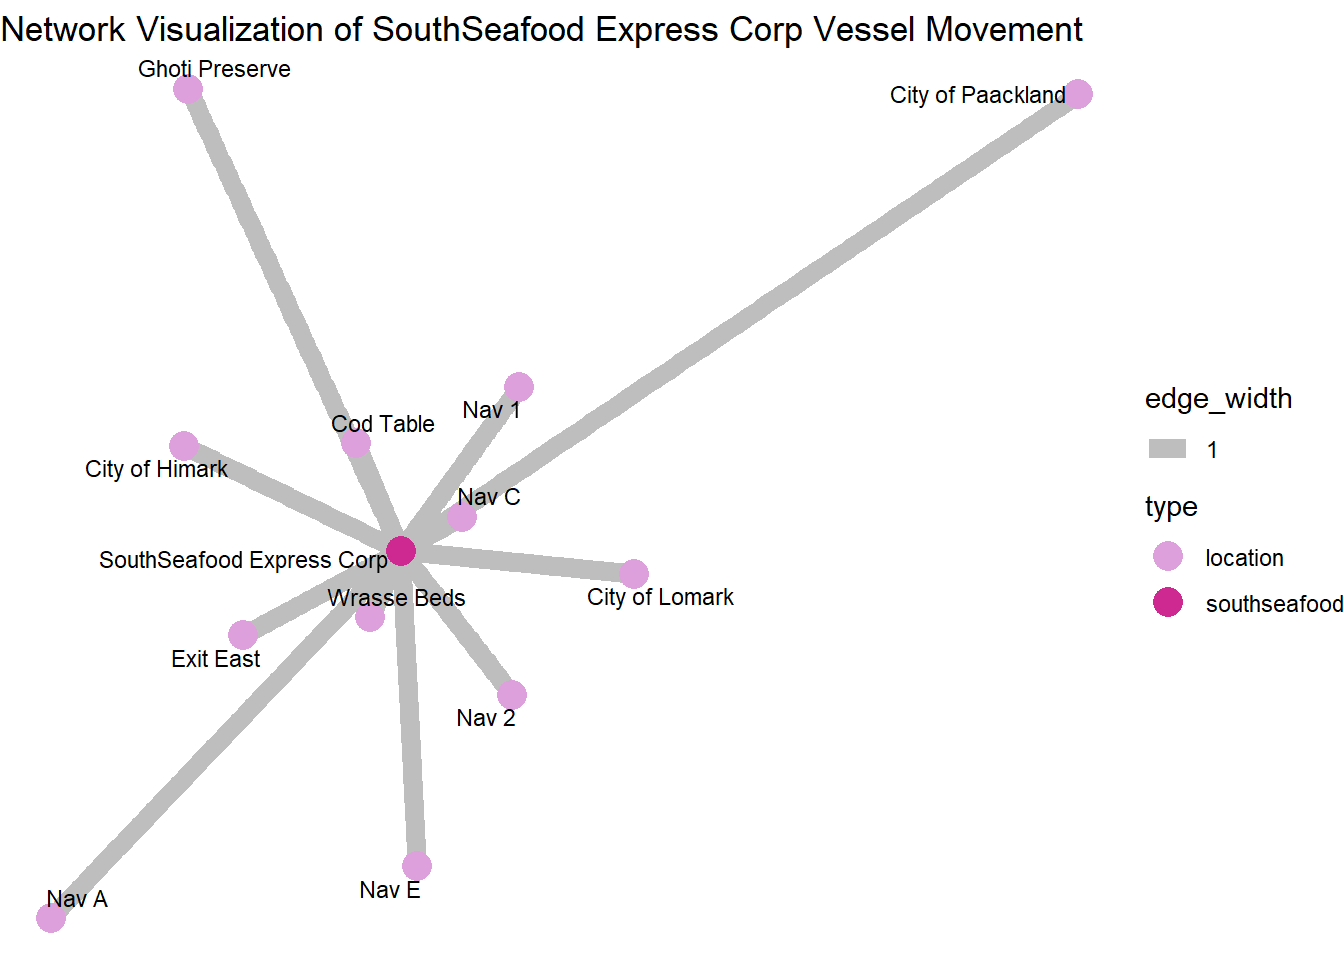 Network Visualization of SouthSeafood Express Corp Vessel Movement
Ghoti Preserve
City of Paackland
Nav 1
Cod Table
City of Himark
Nav C
SouthSeafood Express Corp
Wrasse Beds
City of Lomark
Exit East
Nav 2
Nav E
Nav A
edge_width
1
type
location
southseafood